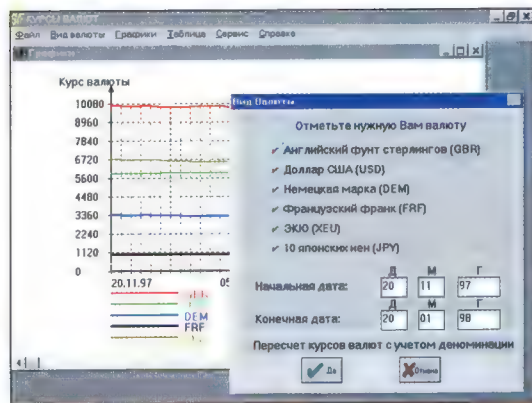 КУРСЫ ВАЛЮТ
Файл Вид валюты Графики Таблица Сервис Справка
Графики
Курс валюты
10080
8960
7840
6720
5600
4480
3360
2240
1120
0
20.11.97
05
DEM
FRF
Вид Валюты
Отметьте нужную Вам валюту
Английский фунт стерлингов (GBR)
Доллар США (USD)
Немецкая марка (DEM)
Французский франк (FRF)
ЭКЮ (XEU)
10 японских иен (JPY)
Д М Г
Начальная дата: 20 11 97
Д М Г
Конечная дата: 20 01 98
Пересчет курсов валют с учетом деноминации
Да Отмена